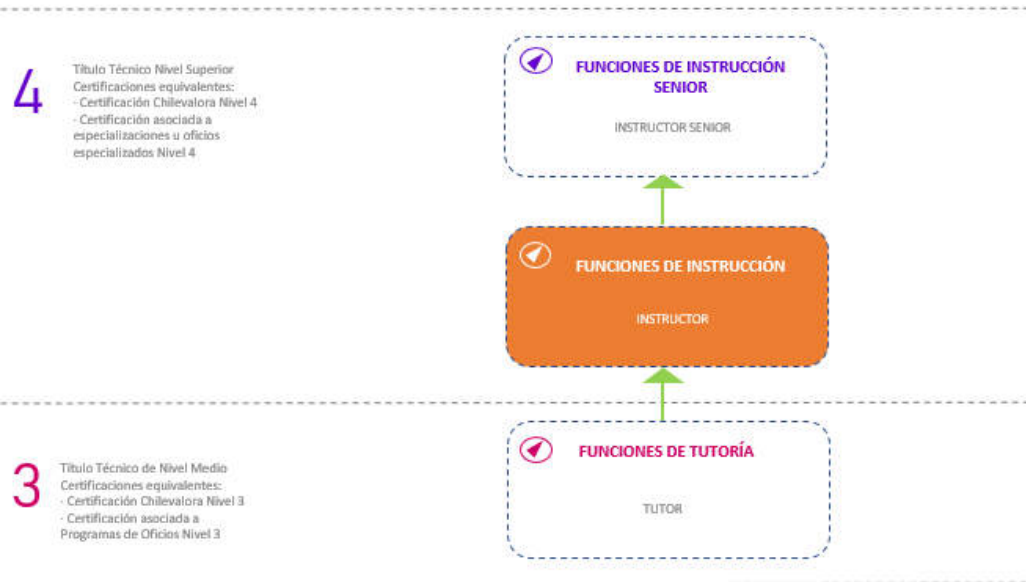 4
Título Técnico Nivel Superior
Certificaciones equivalentes:
- Certificación Chilevalora Nivel 4
- Certificación asociada a
especializaciones u oficios
especializados Nivel 4
FUNCIONES DE INSTRUCCIÓN
SENIOR
INSTRUCTOR SENIOR
FUNCIONES DE INSTRUCCIÓN
INSTRUCTOR
3
Título Técnico de Nivel Medio
Certificaciones equivalentes:
- Certificación Chilevalora Nivel 3
- Certificación asociada a
Programas de Oficios Nivel 3
FUNCIONES DE TUTORÍA
TUTOR